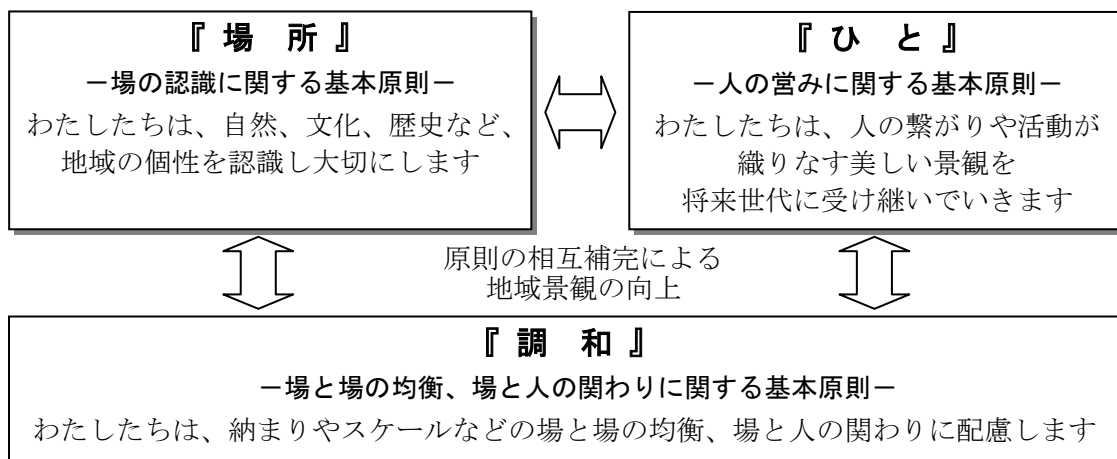 『 場 所 』
－場の認識に関する基本原則－
わたしたちは、自然、文化、歴史など、
地域の個性を認識し大切にします
『 ひ と 』
－人の営みに関する基本原則－
わたしたちは、人の繋がりや活動が
織りなす美しい景観を
将来世代に受け継いでいきます
原則の相互補完による
地域景観の向上
『 調 和 』
－場と場の均衡、場と人の関わりに関する基本原則－
わたしたちは、納まりやスケールなどの場と場の均衡、場と人の関わりに配慮します